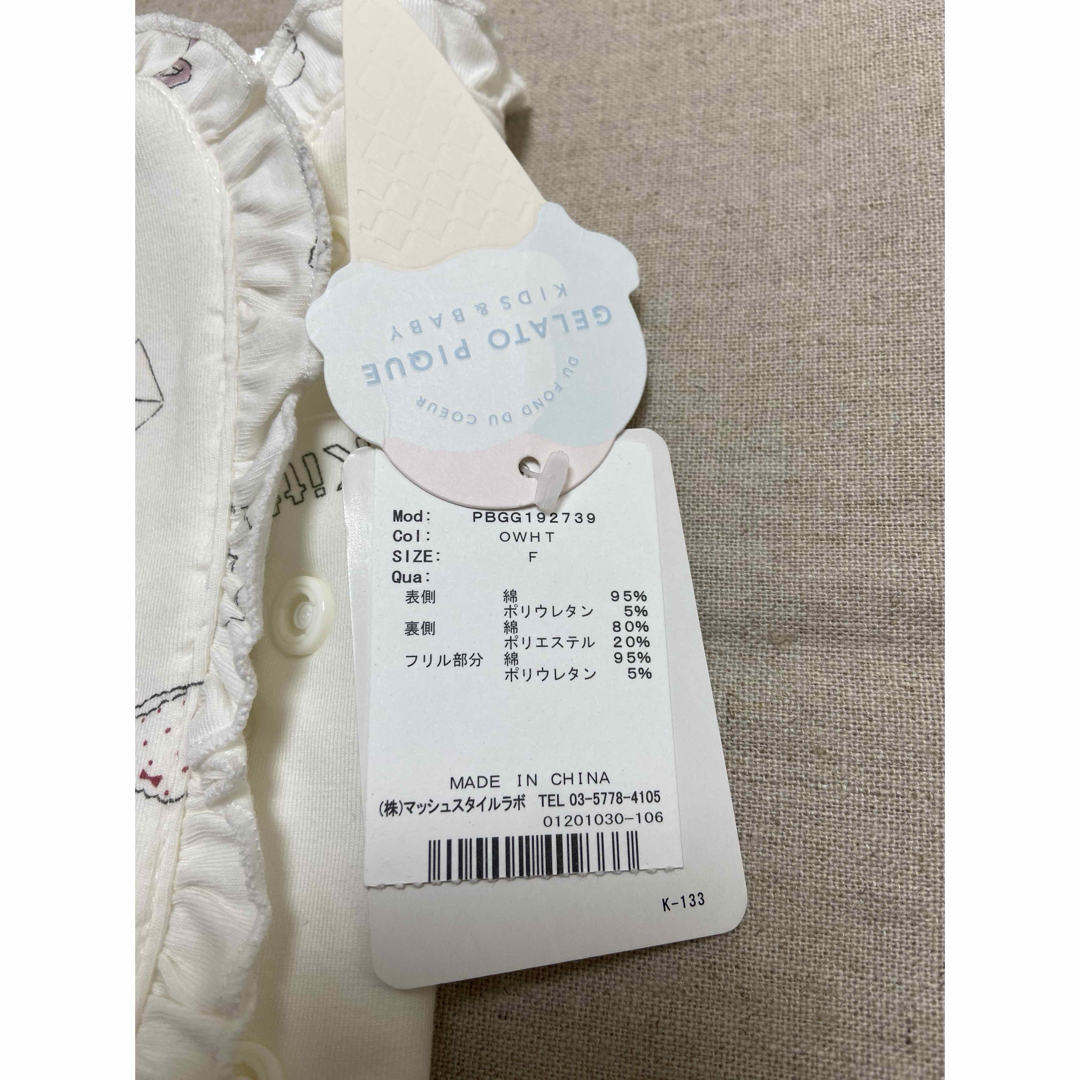 GELATO PIQUE
KIDS & BABY
DU FOND DU COEUR
Mod: PBGG192739
Col: OWHT
SIZE: F
Qua:
表側 綿 95%
ポリウレタン 5%
裏側 綿 80%
ポリエステル 20%
フリル部分 綿 95%
ポリウレタン 5%
MADE IN CHINA
(株)マッシュスタイルラボ TEL 03-5778-4105
01201030-106
K-133